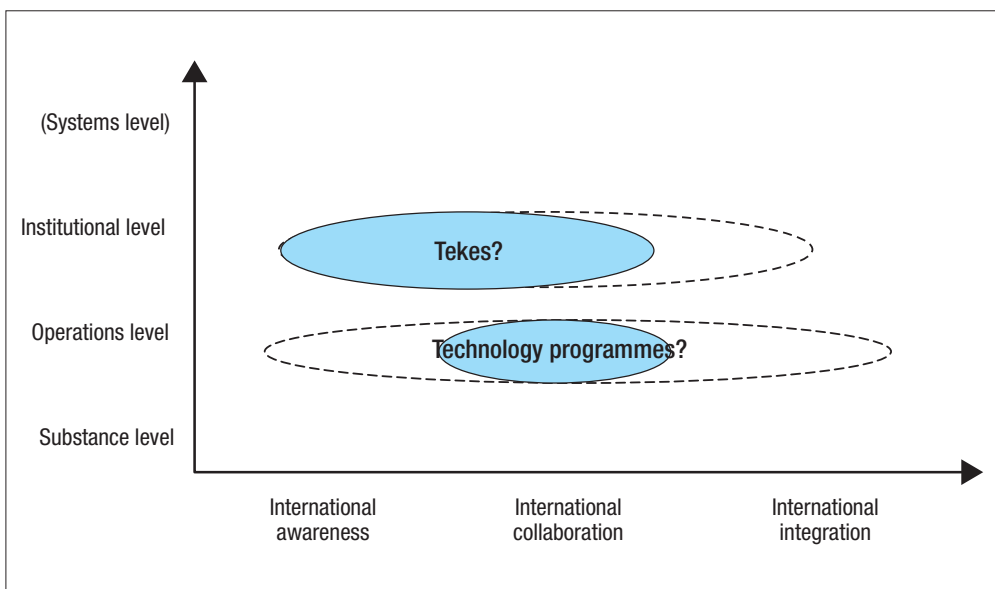 (Systems level)
Institutional level
Tekes?
Operations level
Technology programmes?
Substance level
International
awareness
International
collaboration
International
integration